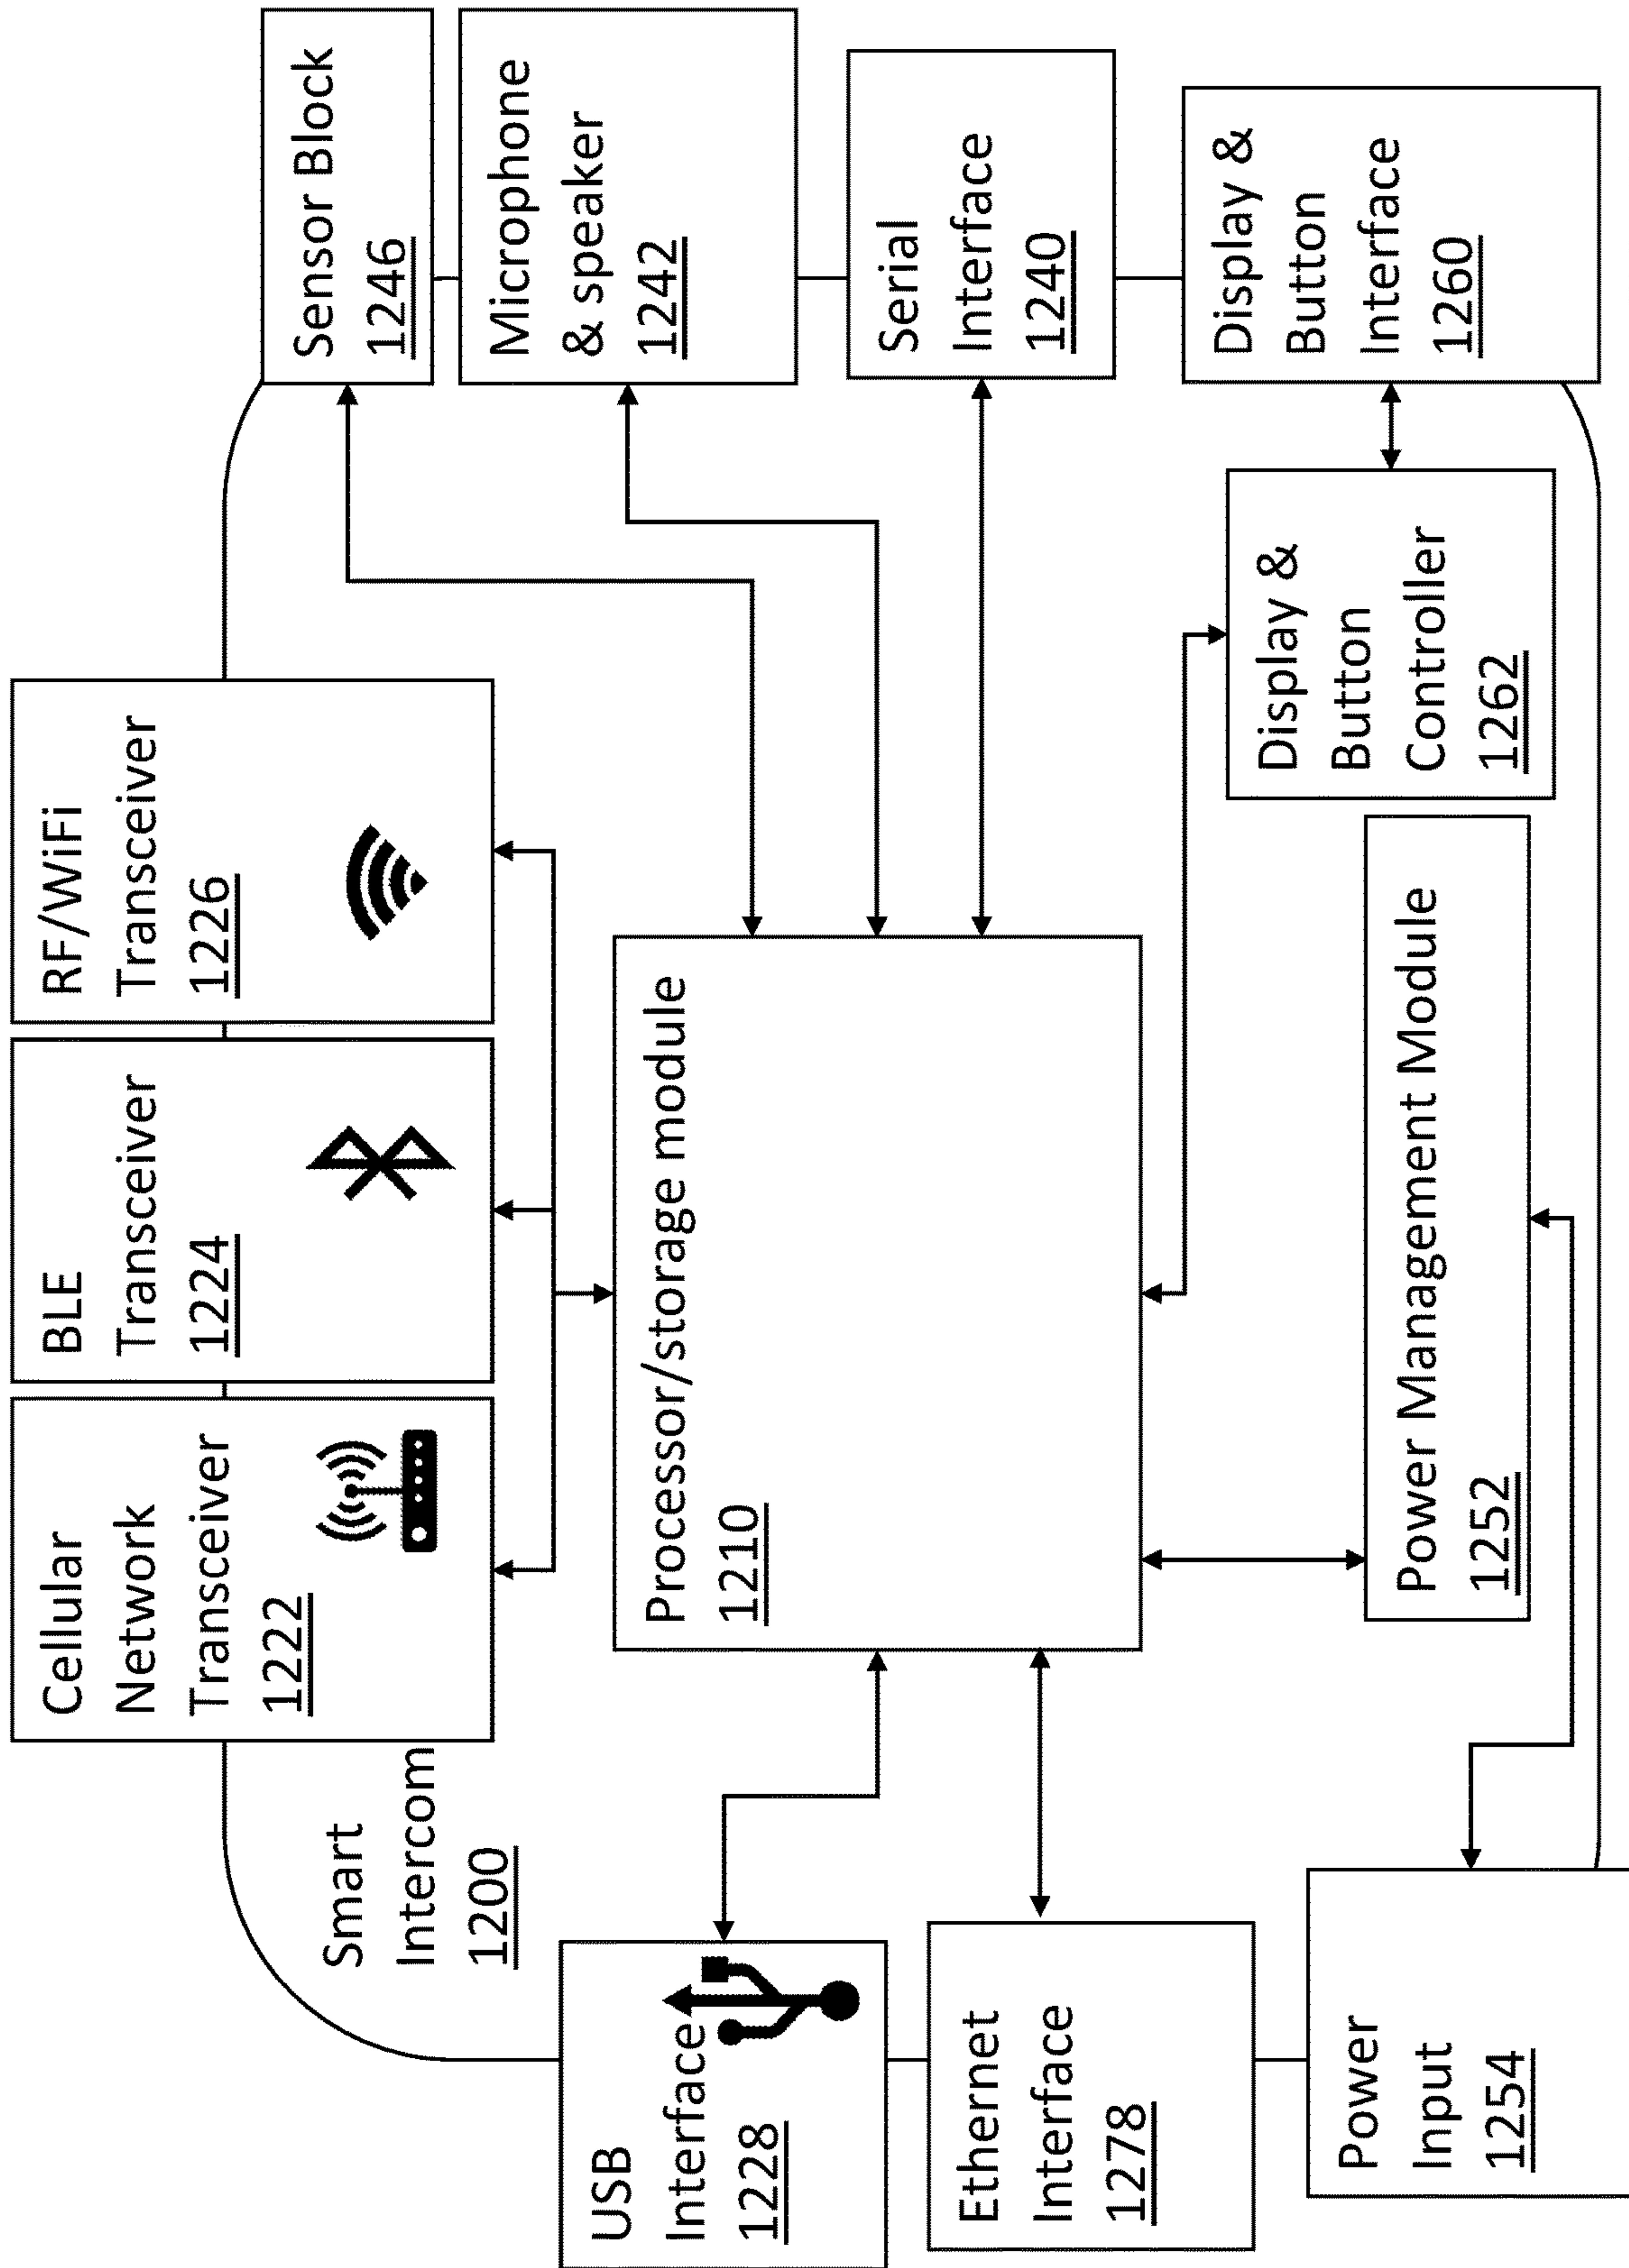 Cellular
Network
Transceiver
1222
BLE
Transceiver
1224
RF/WiFi
Transceiver
1226
Sensor Block
1246
Microphone
& speaker
1242
Serial
Interface
1240
Display &
Button
Interface
1260
Smart
Intercom
1200
USB
Interface
1228
Ethernet
Interface
1278
Power
Input
1254
Processor/storage module
1210
Display &
Button
Controller
1262
Power Management Module
1252